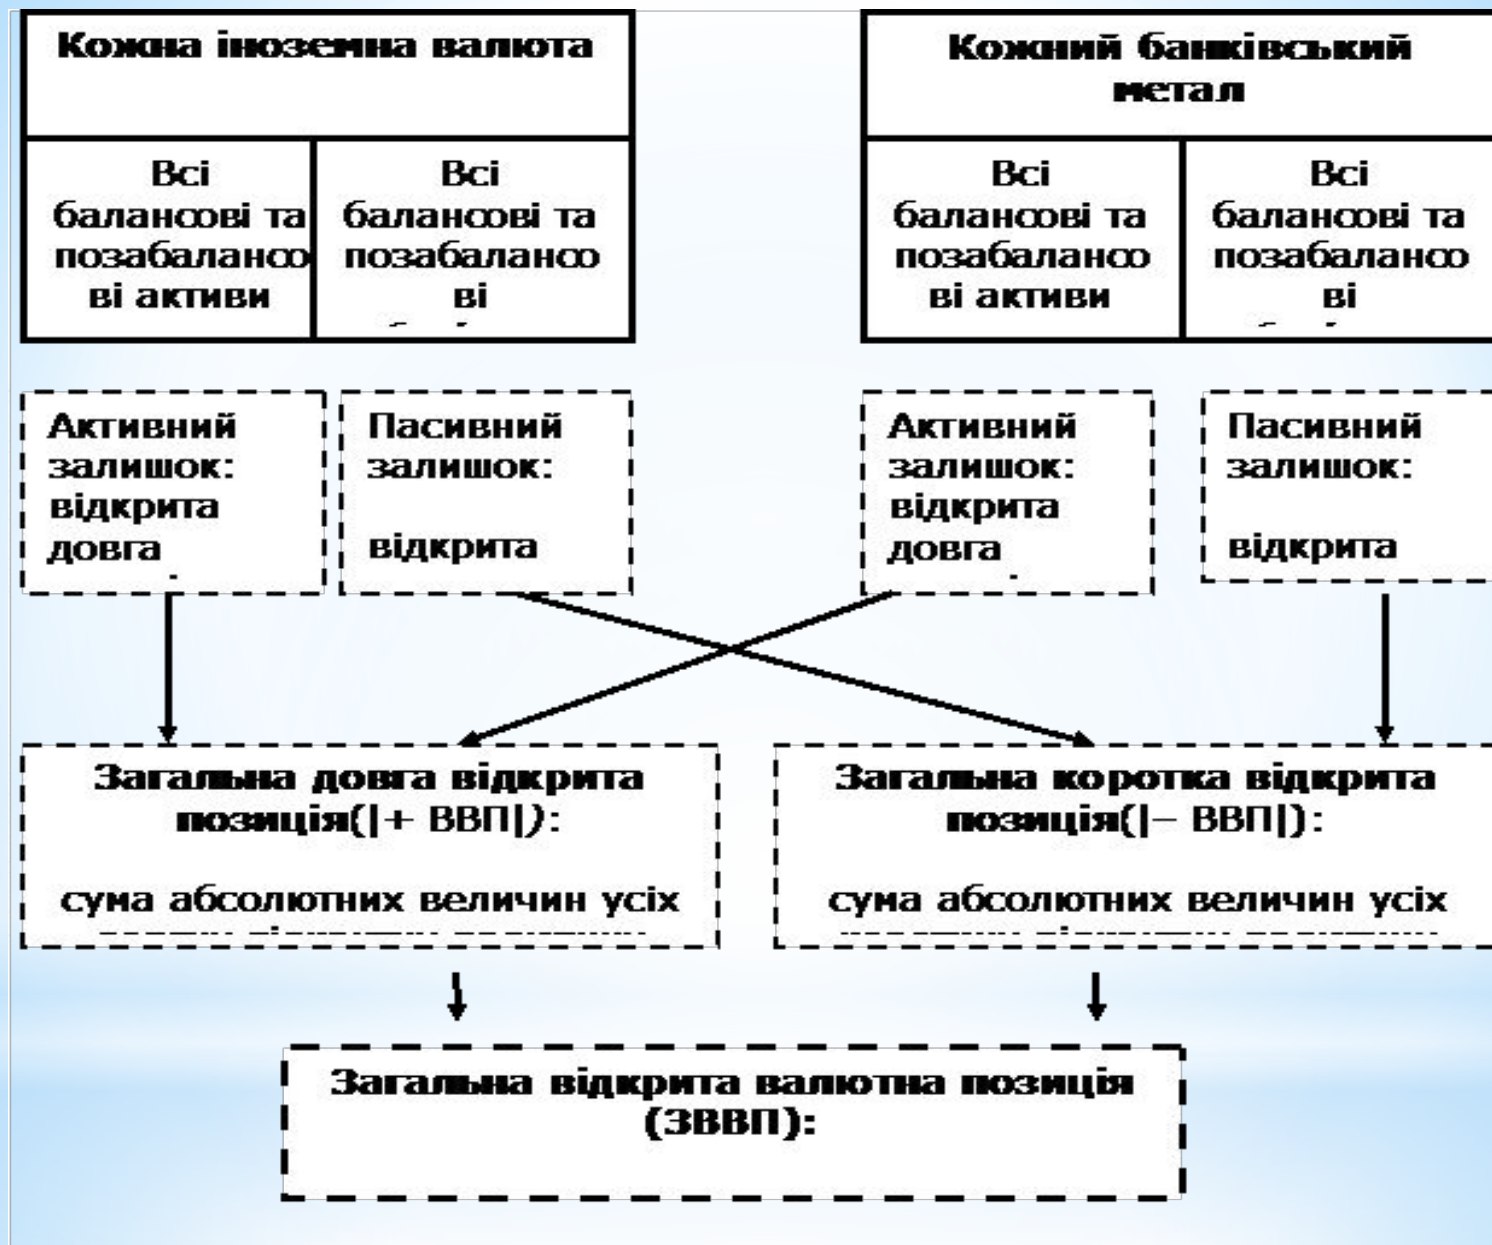 Кожна іноземна валюта
Кожний банківський
метал
Всі
балансові та
позабалансо
ві активи
Всі
балансові та
позабалансо
ві
Всі
балансові та
позабалансо
ві активи
Всі
балансові та
позабалансо
ві
Активний
залишок:
відкрита
довга
Пасивний
залишок:
відкрита
Активний
залишок:
відкрита
довга
Пасивний
залишок:
відкрита
Загальна довга відкрита
позиція(|+ ВВП|):
сума абсолютних величин усіх
Загальна коротка відкрита
позиція(|– ВВП|):
сума абсолютних величин усіх
Загальна відкрита валютна позиція
(ЗВВП):